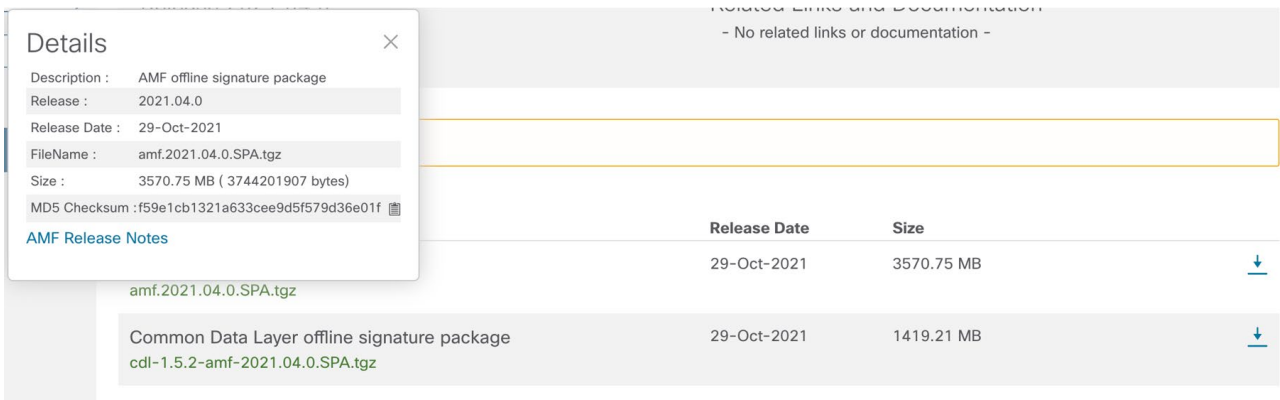 Related Links and Documentation
- No related links or documentation -
Details
Description : AMF offline signature package
Release : 2021.04.0
Release Date : 29-Oct-2021
FileName : amf.2021.04.0.SPA.tgz
Size : 3570.75 MB ( 3744201907 bytes)
MD5 Checksum :f59e1cb1321a633cee9d5f579d36e01f
AMF Release Notes
Release Date Size
29-Oct-2021 3570.75 MB
amf.2021.04.0.SPA.tgz
Common Data Layer offline signature package 29-Oct-2021 1419.21 MB
cdl-1.5.2-amf-2021.04.0.SPA.tgz